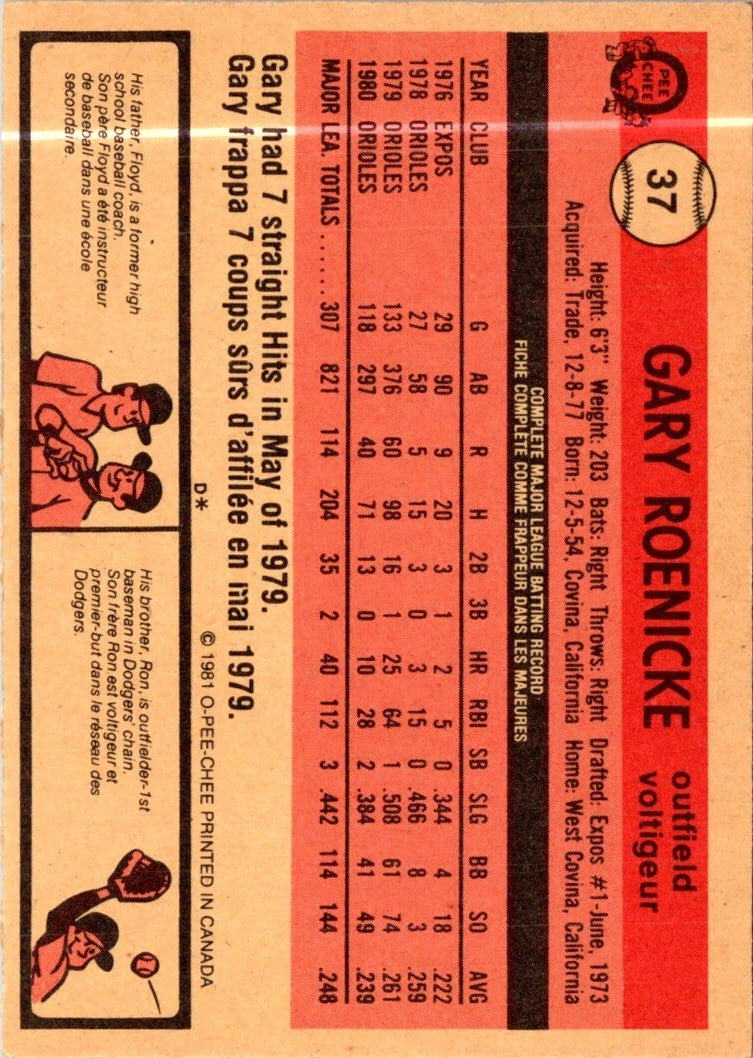 O
PEE
CHEE
37
GARY ROENICKE
outfield
voltigeur
Height: 6'3" Weight: 203 Bats: Right Throws: Right Drafted: Expos #1-June, 1973
Acquired: Trade, 12-8-77 Born: 12-5-54, Covina, California Home: West Covina, California
COMPLETE MAJOR LEAGUE BATTING RECORD
FICHE COMPLÈTE COMME FRAPPEUR DANS LES MAJEURES
YEAR CLUB G AB R H 2B 3B HR RBI SB SLG BB SO AVG
1976 EXPOS 29 90 9 20 3 1 2 5 0 .344 4 18 .222
1978 ORIOLES 27 58 5 15 3 0 3 15 0 .466 8 3 .259
1979 ORIOLES 133 376 60 98 16 1 25 64 1 .508 61 74 .261
1980 ORIOLES 118 297 40 71 13 0 10 28 2 .384 41 49 .239
MAJOR LEA. TOTALS ...... 307 821 114 204 35 2 40 112 3 .442 114 144 .248
Gary had 7 straight Hits in May of 1979.
Gary frappa 7 coups sûrs d'affilée en mai 1979.
D*
© 1981 O-PEE-CHEE PRINTED IN CANADA
His father, Floyd, is a former high
school baseball coach.
Son père Floyd a été instructeur
de baseball dans une école
secondaire.
His brother, Ron, is outfielder-1st
baseman in Dodgers' chain.
Son frère Ron est voltigeur et
premier-but dans le réseau des
Dodgers.